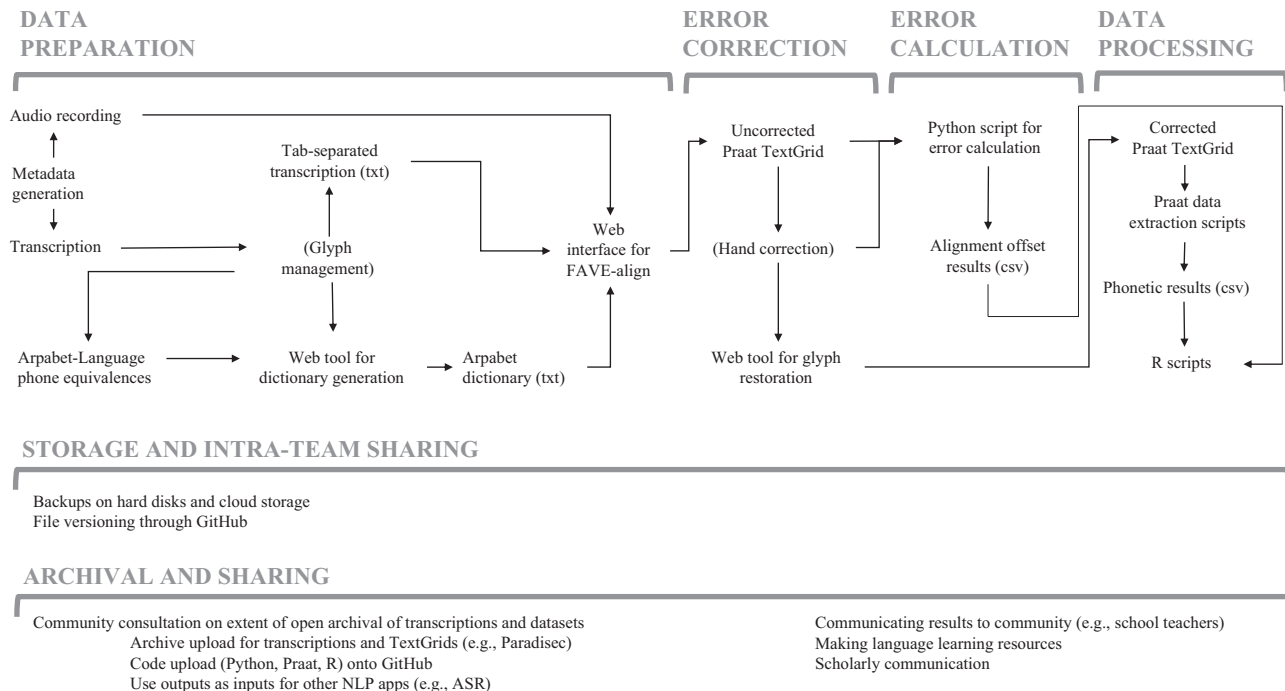 DATA
PREPARATION
ERROR
CORRECTION
ERROR
CALCULATION
DATA
PROCESSING
Audio recording
Metadata
generation
Transcription
Arpabet-Language
phone equivalences
Tab-separated
transcription (txt)
(Glyph
management)
Web tool for
dictionary generation
Arpabet
dictionary (txt)
Web
interface for
FAVE-align
Uncorrected
Praat TextGrid
(Hand correction)
Web tool for glyph
restoration
Python script for
error calculation
Alignment offset
results (csv)
Corrected
Praat TextGrid
Praat data
extraction scripts
Phonetic results (csv)
R scripts
STORAGE AND INTRA-TEAM SHARING
Backups on hard disks and cloud storage
File versioning through GitHub
ARCHIVAL AND SHARING
Community consultation on extent of open archival of transcriptions and datasets
Archive upload for transcriptions and TextGrids (e.g., Paradisec)
Code upload (Python, Praat, R) onto GitHub
Use outputs as inputs for other NLP apps (e.g., ASR)
Communicating results to community (e.g., school teachers)
Making language learning resources
Scholarly communication